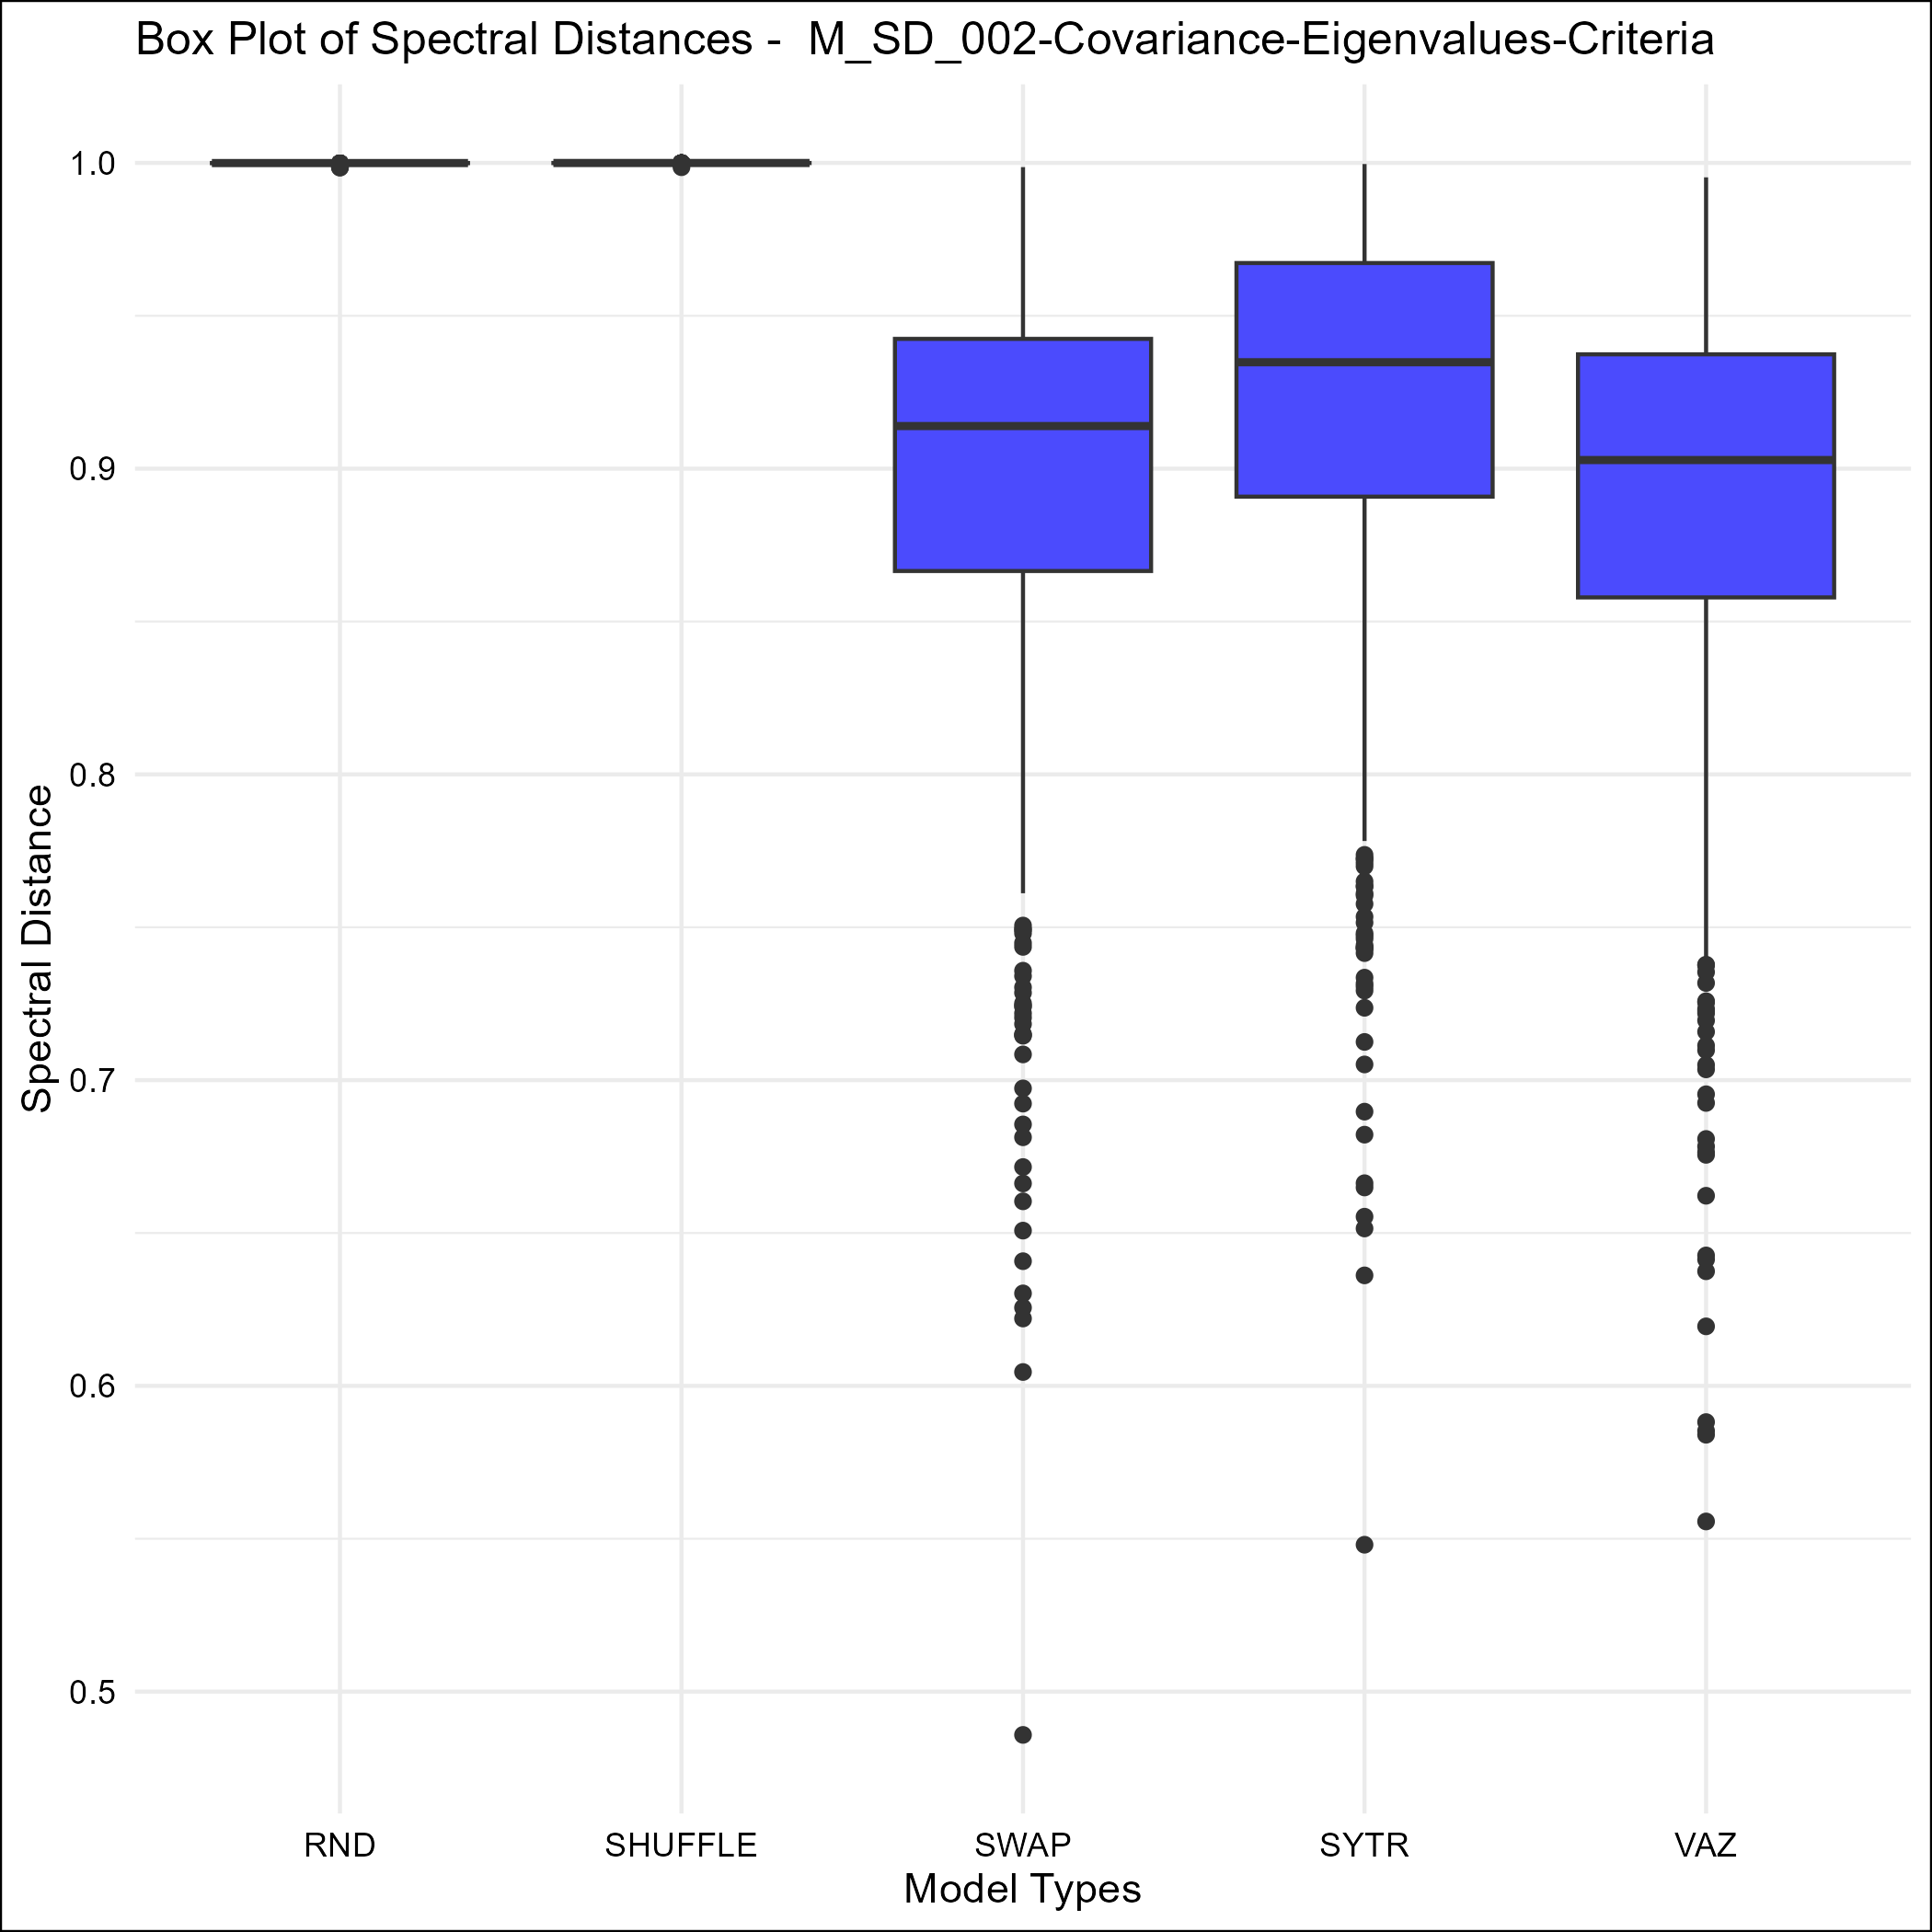 Box Plot of Spectral Distances -  M_SD_002-Covariance-Eigenvalues-Criteria
1.0
0.9
0.8
0.7
0.6
0.5
Spectral Distance
RND SHUFFLE SWAP SYTR VAZ
Model Types